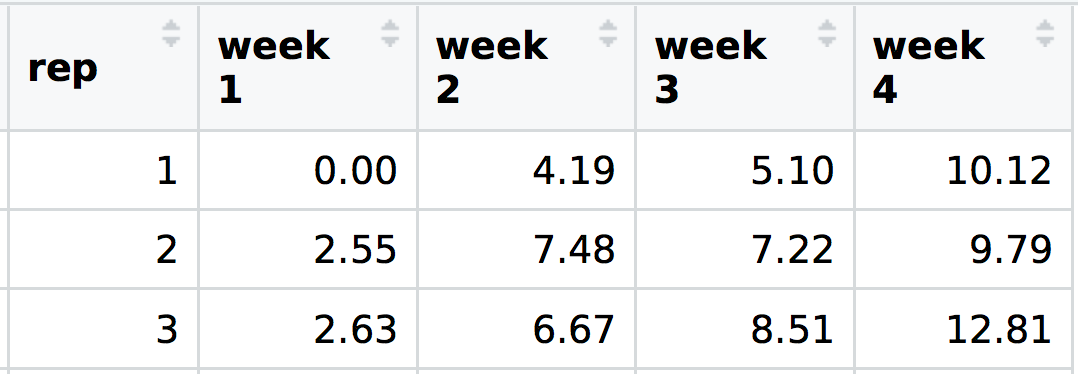 rep week 1 week 2 week 3 week 4
1 0.00 4.19 5.10 10.12
2 2.55 7.48 7.22 9.79
3 2.63 6.67 8.51 12.81